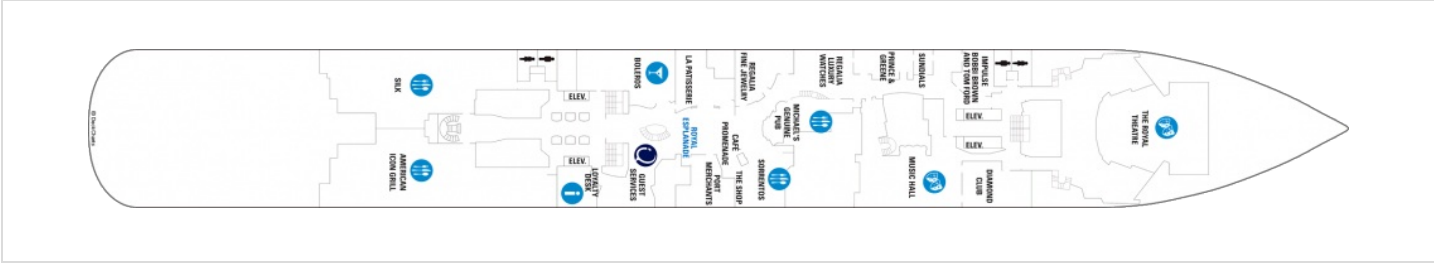 © DeckChairs
SILK
AMERICAN
ICON GRILL
ELEV.
ELEV.
LOYALTY
DESK
BOLEROS
GUEST
SERVICES
LA PATISSERIE
ROYAL
ESPLANADE
PORT
MERCHANTS
CAFÉ
PROMENADE
THE SHOP
REGALIA
FINE JEWELRY
SORRENTOS
MICHAEL'S
GENUINE
PUB
REGALIA
LUXURY
WATCHES
PRINCE &
GREENE
SUNDIALS
MUSIC HALL
IMPULSE
BOBBI BROWN
AND TOM FORD
ELEV.
ELEV.
DIAMOND
CLUB
THE ROYAL
THEATRE